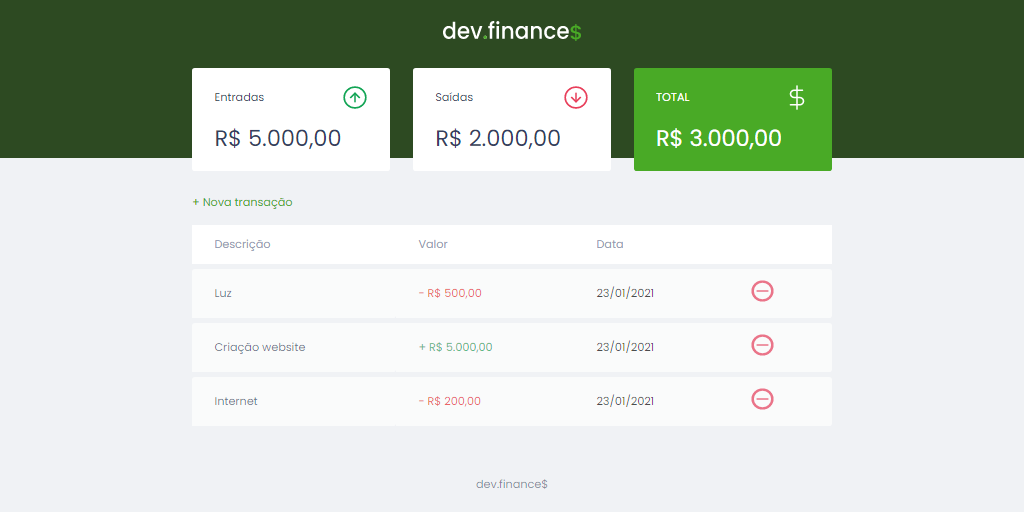 dev.finance$
Entradas
R$ 5.000,00
Saídas
R$ 2.000,00
TOTAL
$
R$ 3.000,00
+ Nova transação
Descrição Valor Data
Luz - R$ 500,00 23/01/2021
Criação website + R$ 5.000,00 23/01/2021
Internet - R$ 200,00 23/01/2021
dev.finance$